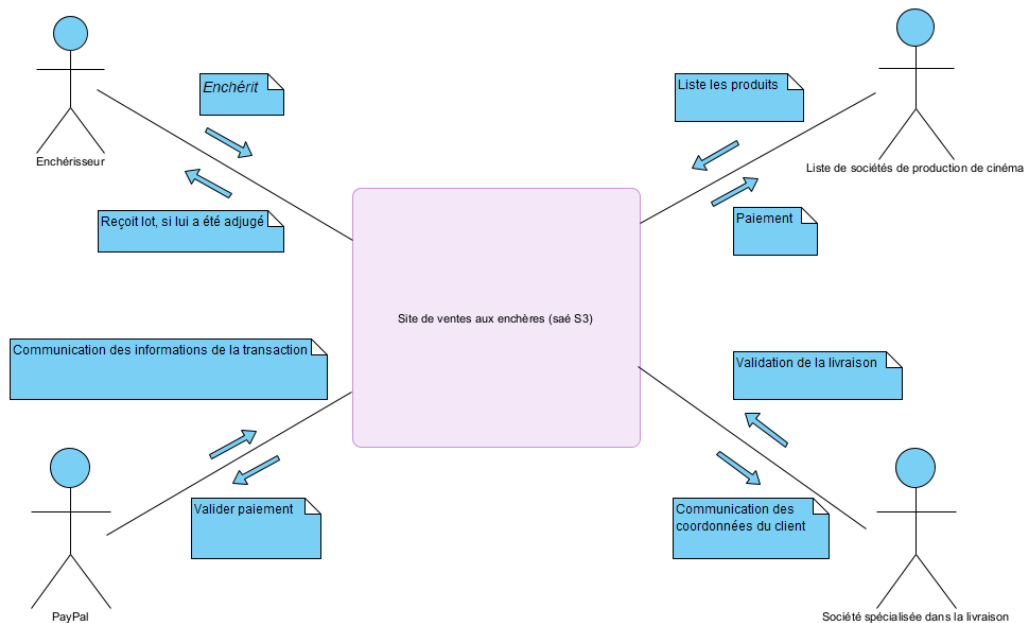 Enchérit
Liste les produits
Enchérisseur
Liste de sociétés de production de cinéma
Reçoit lot, si lui a été adjugé
Paiement
Site de ventes aux enchères (saé S3)
Communication des informations de la transaction
Validation de la livraison
Valider paiement
Communication des
coordonnées du client
PayPal
Société spécialisée dans la livraison